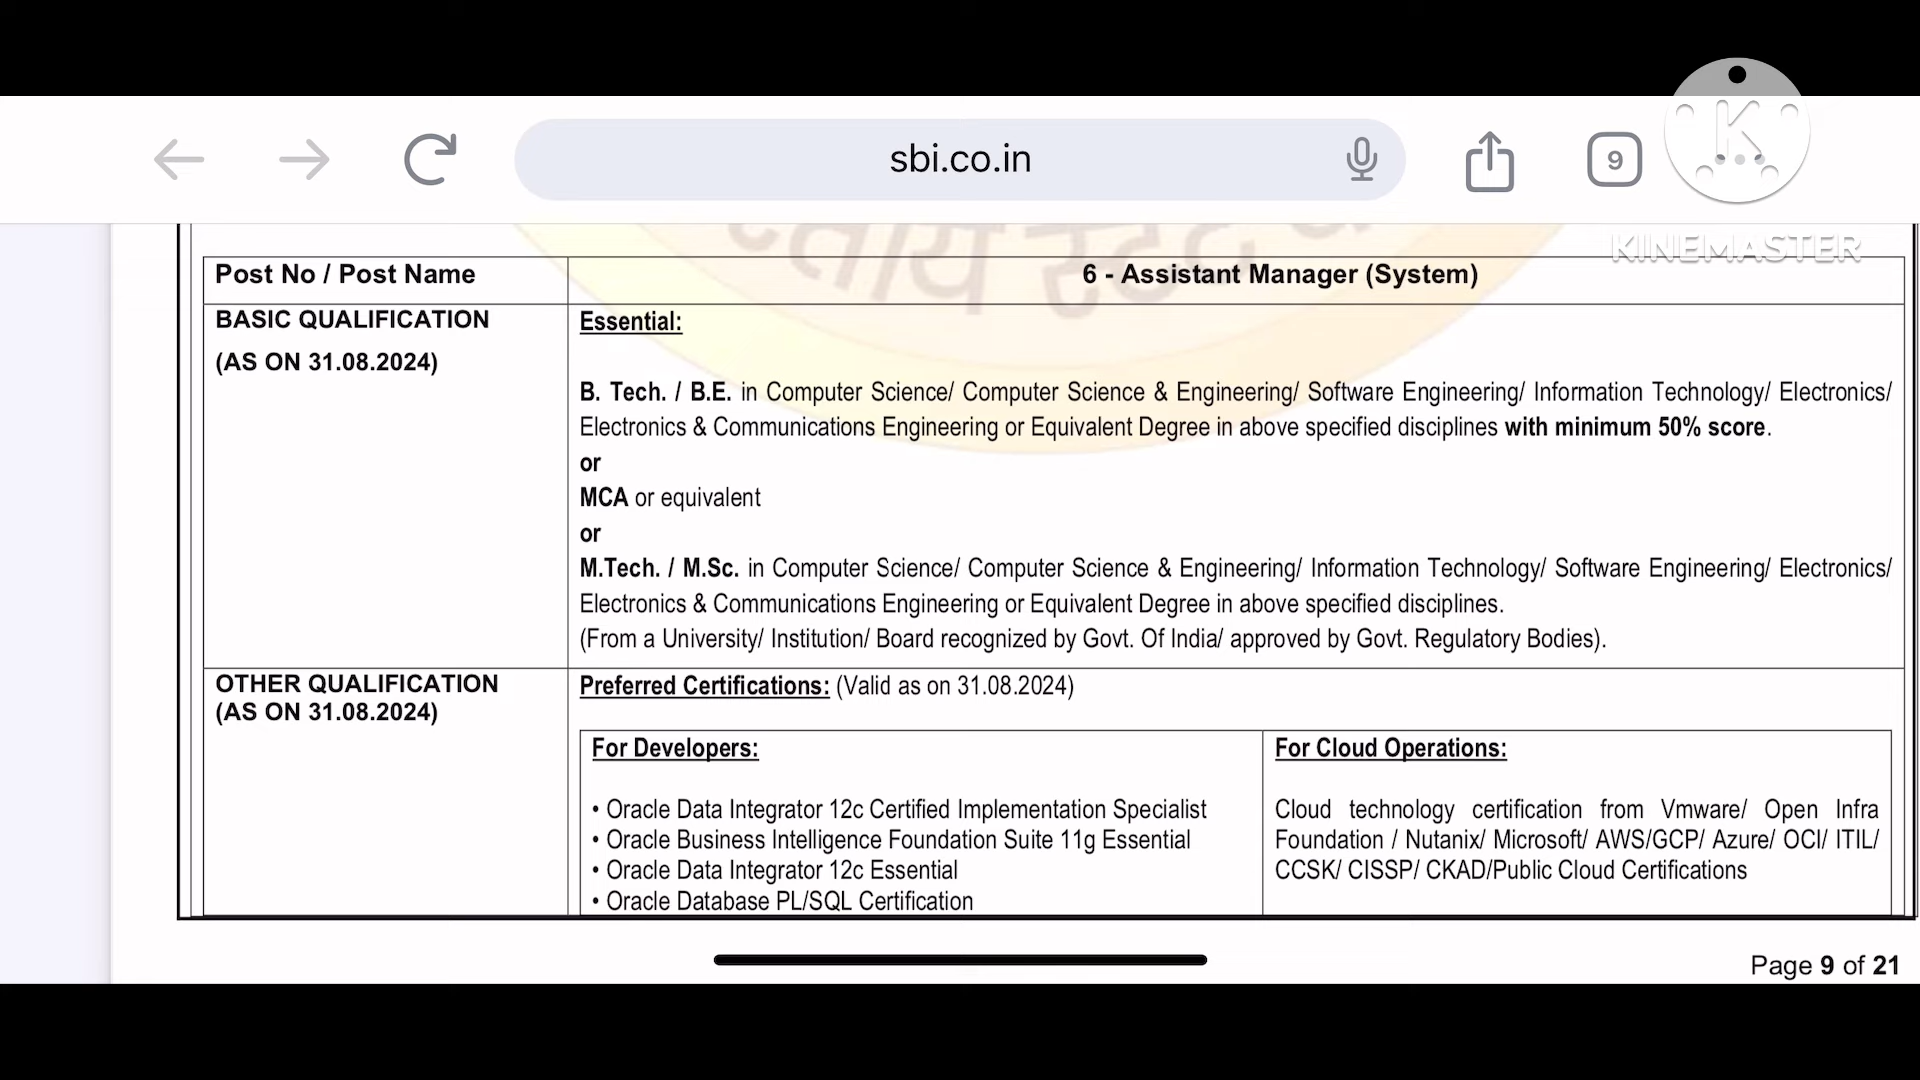 sbi.co.in
9
K
KINEMASTER
Post No / Post Name
6 - Assistant Manager (System)
BASIC QUALIFICATION
(AS ON 31.08.2024)
Essential:
B. Tech. / B.E. in Computer Science/ Computer Science & Engineering/ Software Engineering/ Information Technology/ Electronics/
Electronics & Communications Engineering or Equivalent Degree in above specified disciplines with minimum 50% score.
or
MCA or equivalent
or
M.Tech. / M.Sc. in Computer Science/ Computer Science & Engineering/ Information Technology/ Software Engineering/ Electronics/
Electronics & Communications Engineering or Equivalent Degree in above specified disciplines.
(From a University/ Institution/ Board recognized by Govt. Of India/ approved by Govt. Regulatory Bodies).
OTHER QUALIFICATION
(AS ON 31.08.2024)
Preferred Certifications: (Valid as on 31.08.2024)
For Developers:
• Oracle Data Integrator 12c Certified Implementation Specialist
• Oracle Business Intelligence Foundation Suite 11g Essential
• Oracle Data Integrator 12c Essential
• Oracle Database PL/SQL Certification
For Cloud Operations:
Cloud technology certification from Vmware/ Open Infra
Foundation / Nutanix/ Microsoft/ AWS/GCP/ Azure/ OCI/ ITIL/
CCSK/ CISSP/ CKAD/Public Cloud Certifications
Page 9 of 21